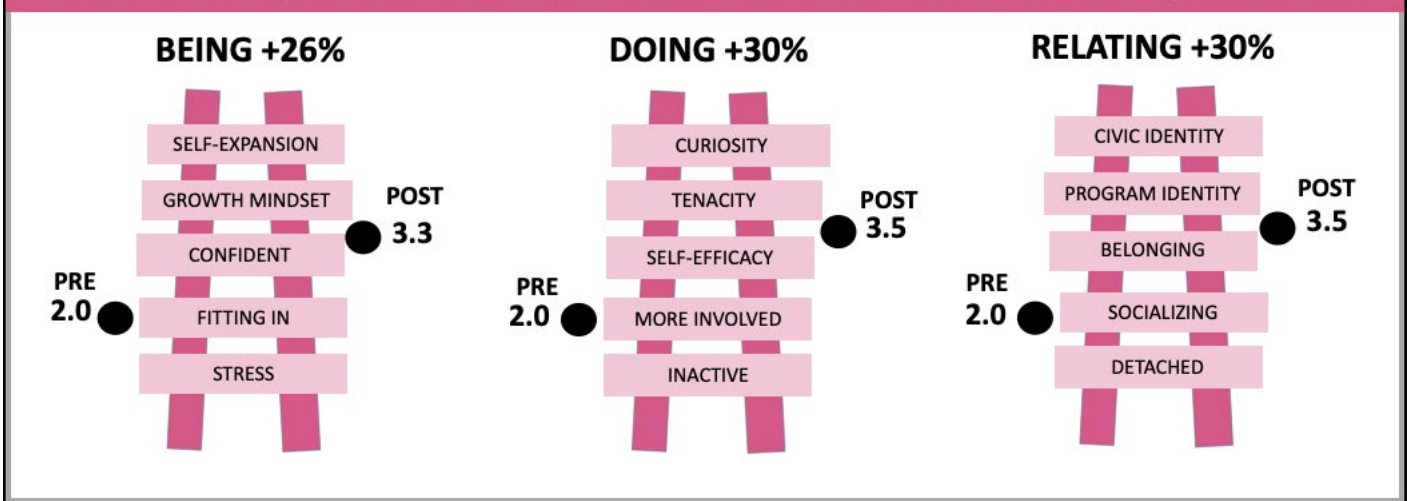 BEING +26%
SELF-EXPANSION
GROWTH MINDSET
CONFIDENT
FITTING IN
STRESS
PRE
2.0
POST
3.3
DOING +30%
CURIOSITY
TENACITY
SELF-EFFICACY
MORE INVOLVED
INACTIVE
PRE
2.0
POST
3.5
RELATING +30%
CIVIC IDENTITY
PROGRAM IDENTITY
BELONGING
SOCIALIZING
DETACHED
PRE
2.0
POST
3.5